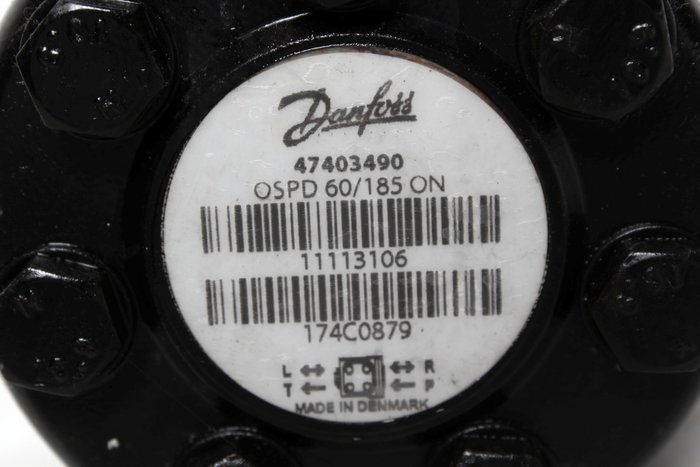 Danfoss
47403490
OSPD 60/185 ON
11113106
174C0879
L ↔ ↔ R
T ← ← P
MADE IN DENMARK